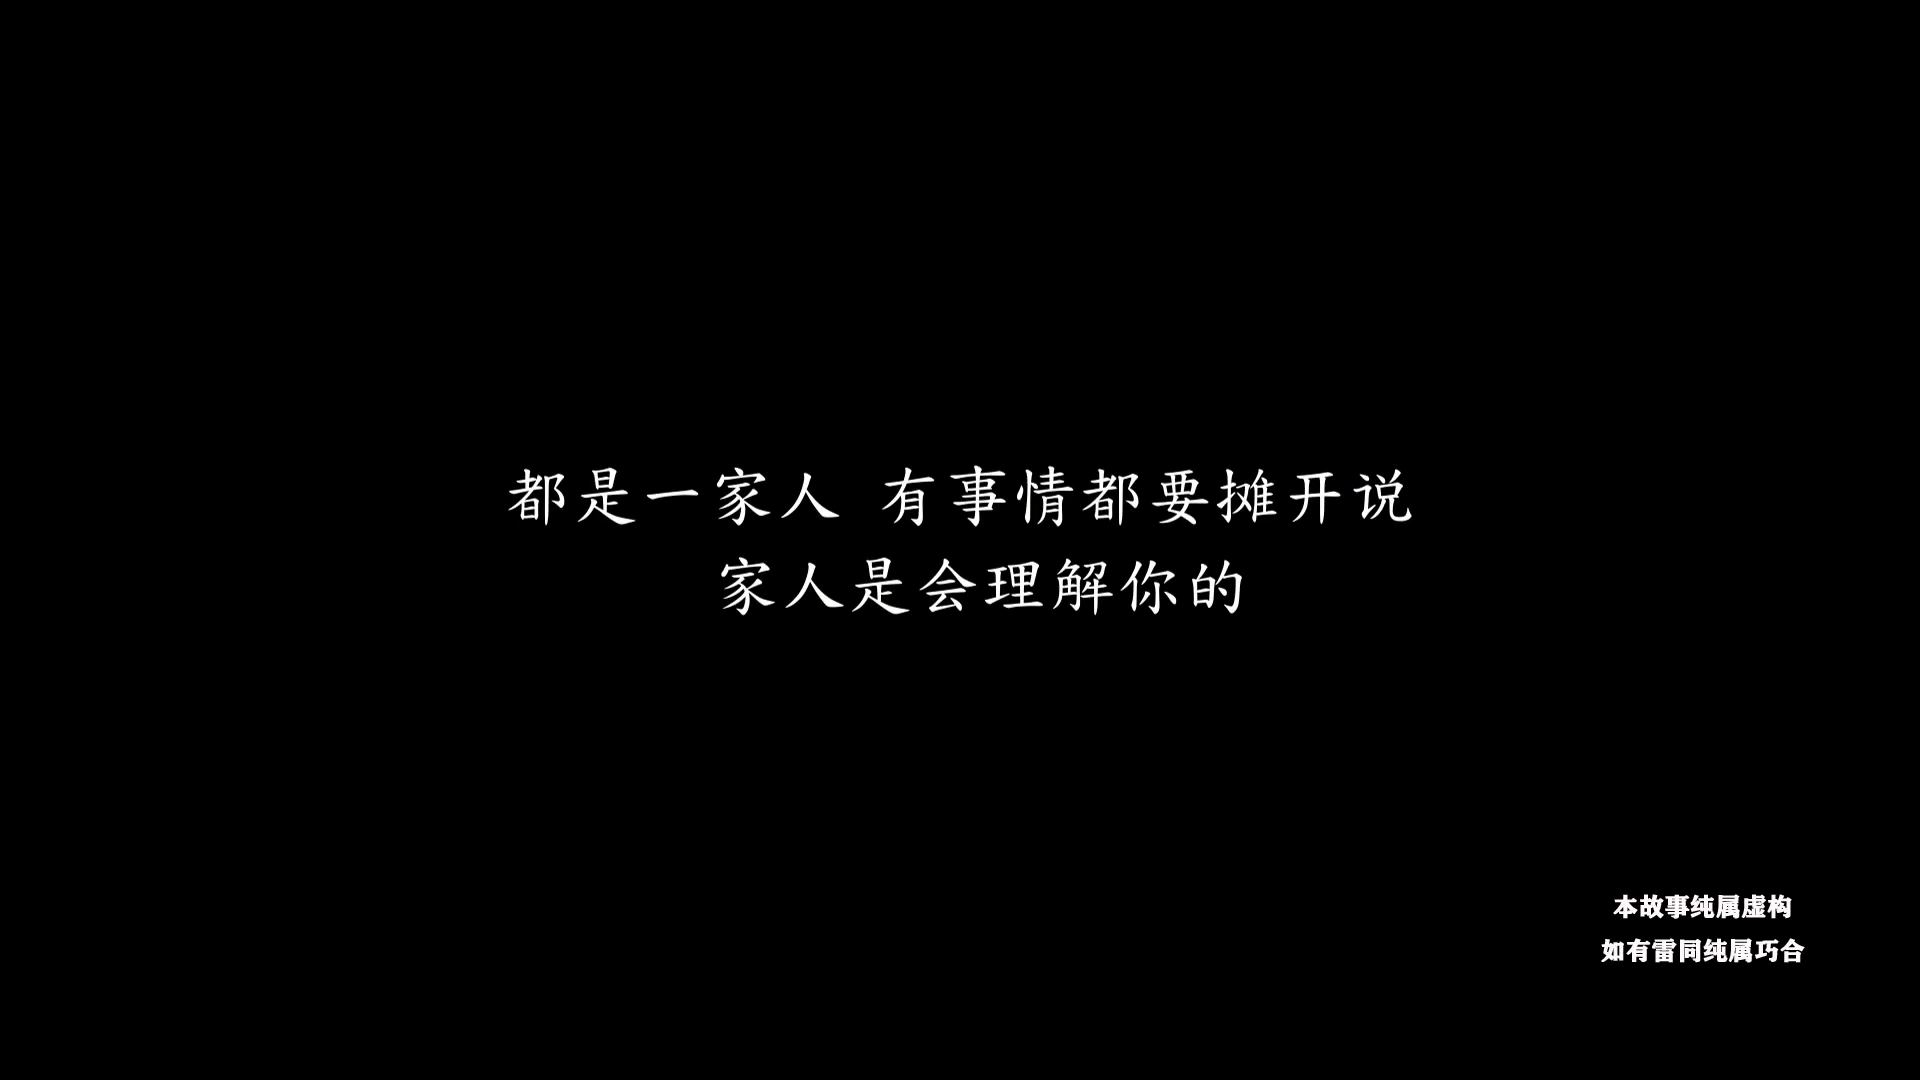 都是一家人 有事情都要摊开说
家人是会理解你的
本故事纯属虚构
如有雷同纯属巧合